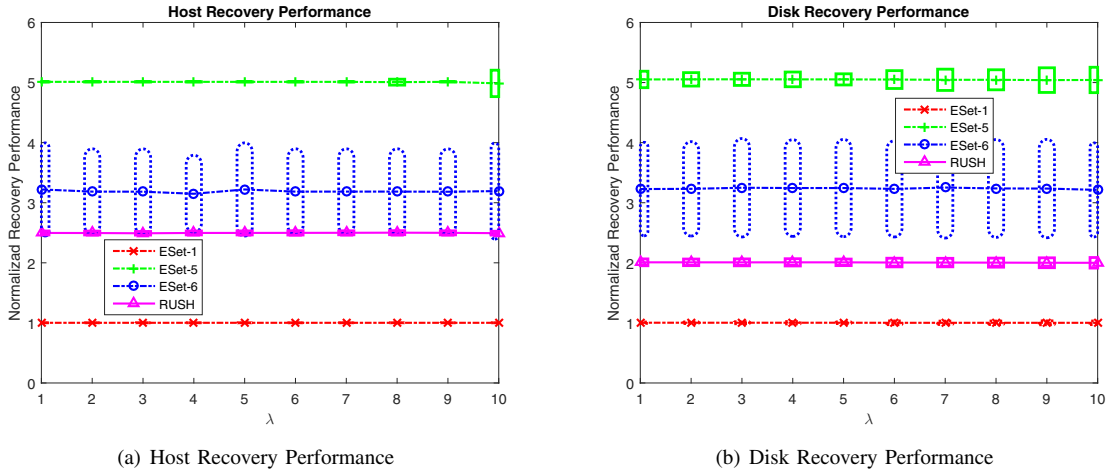 Host Recovery Performance
Normalizad Recovery Performance
6
5
4
3
2
1
0
ESet-1
ESet-5
ESet-6
RUSH
1 2 3 4 5 6 7 8 9 10
λ
(a) Host Recovery Performance
Disk Recovery Performance
Normalizad Recovery Performance
6
5
4
3
2
1
0
ESet-1
ESet-5
ESet-6
RUSH
1 2 3 4 5 6 7 8 9 10
λ
(b) Disk Recovery Performance